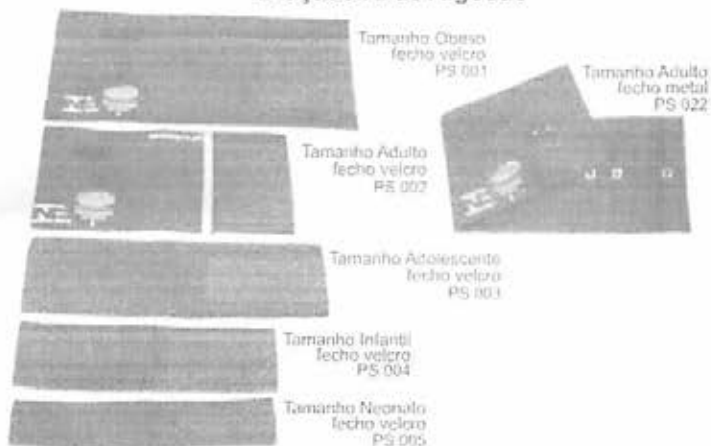 Tamanho Obeso
fecho velcro
PS 001
Tamanho Adulto
fecho metal
PS 022
Tamanho Adulto
fecho velcro
PS 002
Tamanho Adolescente
fecho velcro
PS 003
Tamanho Infantil
fecho velcro
PS 004
Tamanho Neonato
fecho velcro
PS 005